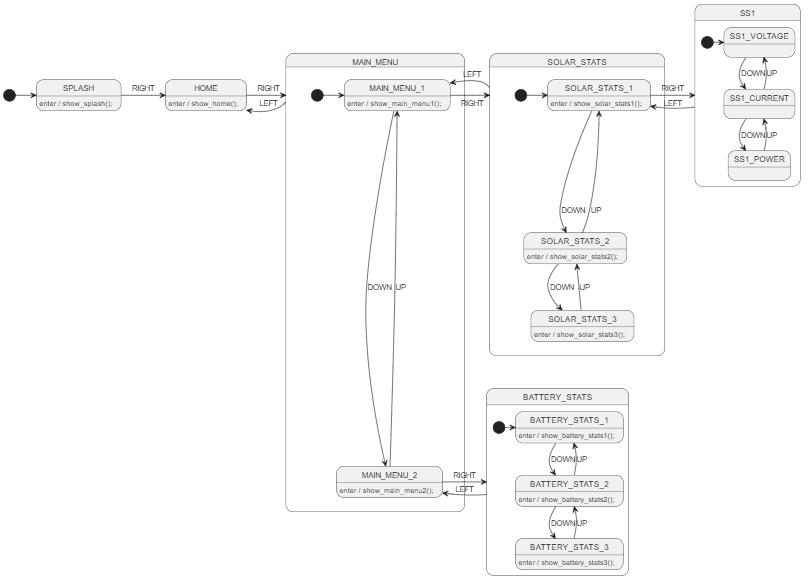 SS1
SS1_VOLTAGE
DOWN UP
SS1_CURRENT
DOWN UP
SS1_POWER
MAIN_MENU
SOLAR_STATS
SPLASH
enter / show_splash();
RIGHT
HOME
enter / show_home();
RIGHT
LEFT
MAIN_MENU_1
enter / show_main_menu1();
LEFT
RIGHT
SOLAR_STATS_1
enter / show_solar_stats1();
RIGHT
LEFT
DOWN UP
SOLAR_STATS_2
enter / show_solar_stats2();
DOWN UP
DOWN UP
SOLAR_STATS_3
enter / show_solar_stats3();
MAIN_MENU_2
enter / show_main_menu2();
RIGHT
LEFT
BATTERY_STATS
BATTERY_STATS_1
enter / show_battery_stats1();
DOWN UP
BATTERY_STATS_2
enter / show_battery_stats2();
DOWN UP
BATTERY_STATS_3
enter / show_battery_stats3();